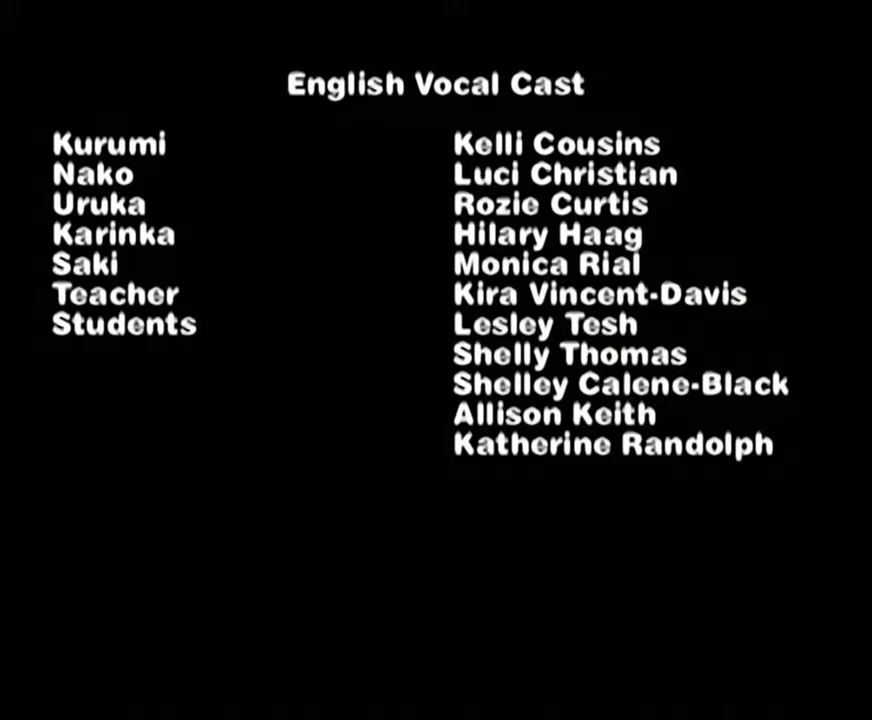 English Vocal Cast
Kurumi Kelli Cousins
Nako Luci Christian
Uruka Rozie Curtis
Karinka Hilary Haag
Saki Monica Rial
Teacher Kira Vincent-Davis
Students Lesley Tesh
Shelly Thomas
Shelley Calene-Black
Allison Keith
Katherine Randolph